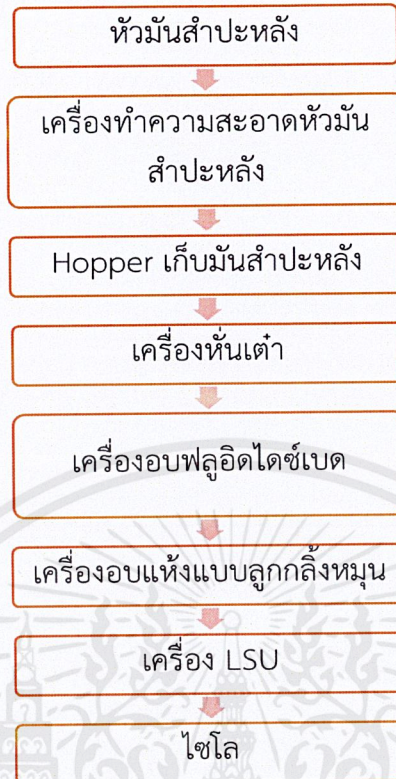 หัวมันสำปะหลัง
เครื่องทำความสะอาดหัวมัน
สำปะหลัง
Hopper เก็บมันสำปะหลัง
เครื่องหั่นเต๋า
เครื่องอบฟลูอิดไดซ์เบด
เครื่องอบแห้งแบบลูกกลิ้งหมุน
เครื่อง LSU
ไซโล